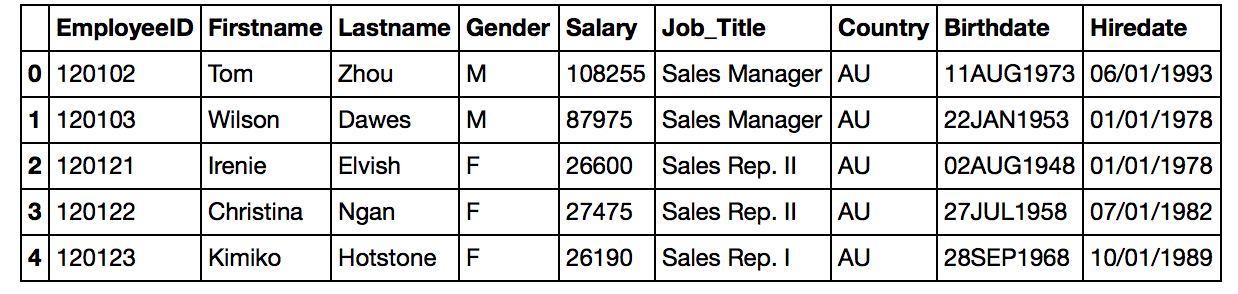 EmployeeID Firstname Lastname Gender Salary Job_Title Country Birthdate Hiredate
0 120102 Tom Zhou M 108255 Sales Manager AU 11AUG1973 06/01/1993
1 120103 Wilson Dawes M 87975 Sales Manager AU 22JAN1953 01/01/1978
2 120121 Irenie Elvish F 26600 Sales Rep. II AU 02AUG1948 01/01/1978
3 120122 Christina Ngan F 27475 Sales Rep. II AU 27JUL1958 07/01/1982
4 120123 Kimiko Hotstone F 26190 Sales Rep. I AU 28SEP1968 10/01/1989